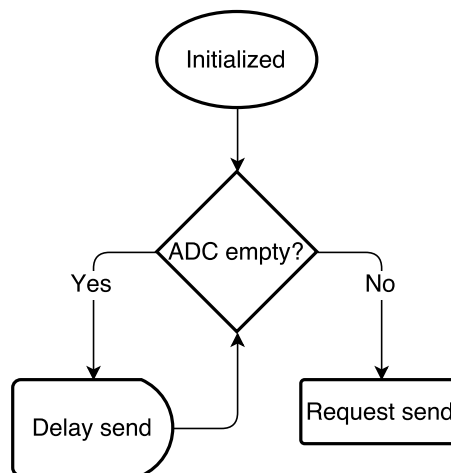 Initialized
ADC empty?
Yes
No
Delay send
Request send